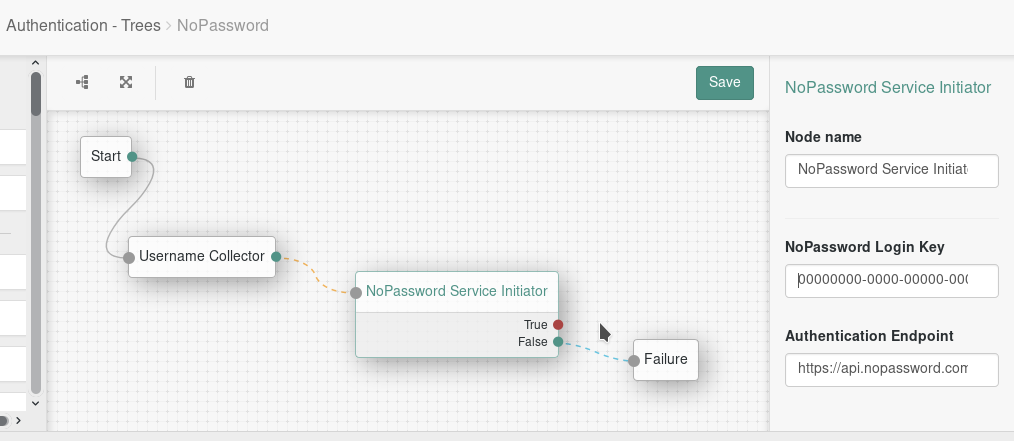 Authentication - Trees > NoPassword
Save
Start
Username Collector
NoPassword Service Initiator
True
False
Failure
NoPassword Service Initiator
Node name
NoPassword Service Initiat
NoPassword Login Key
00000000-0000-00000-000
Authentication Endpoint
https://api.nopassword.com